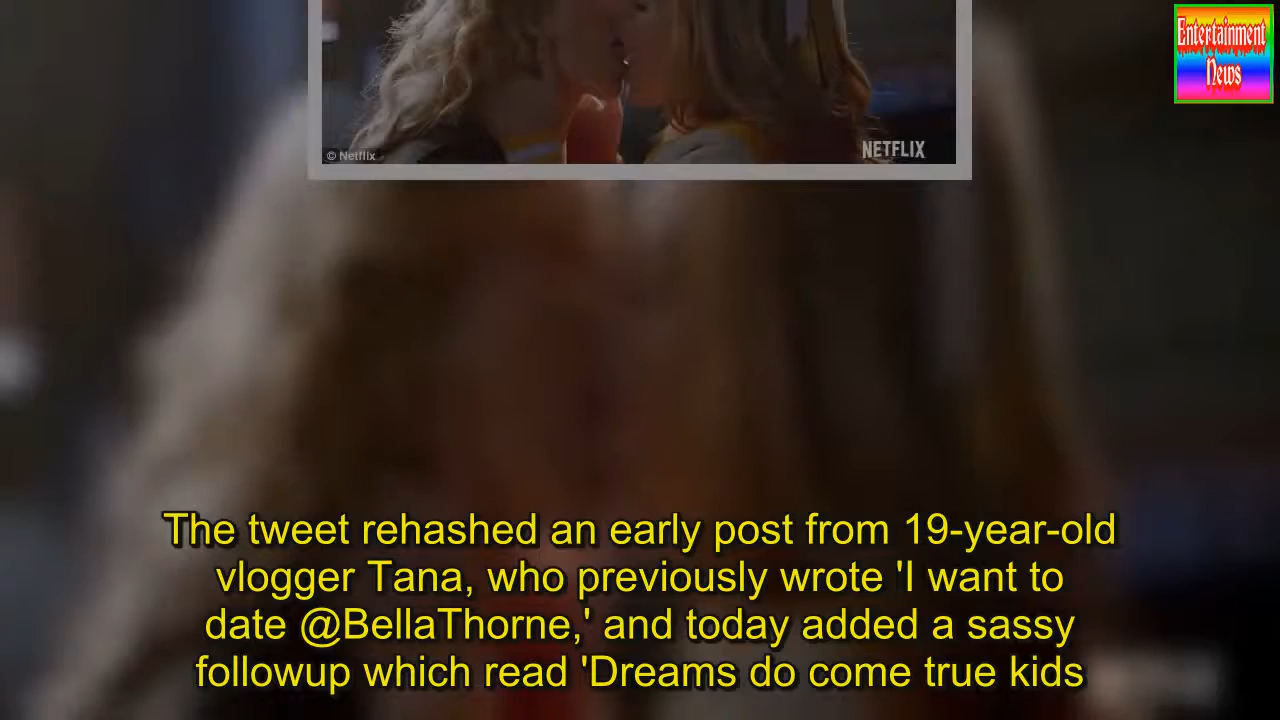 Entertainment
News
© Netflix
NETFLIX
The tweet rehashed an early post from 19-year-old
vlogger Tana, who previously wrote 'I want to
date @BellaThorne,' and today added a sassy
followup which read 'Dreams do come true kids